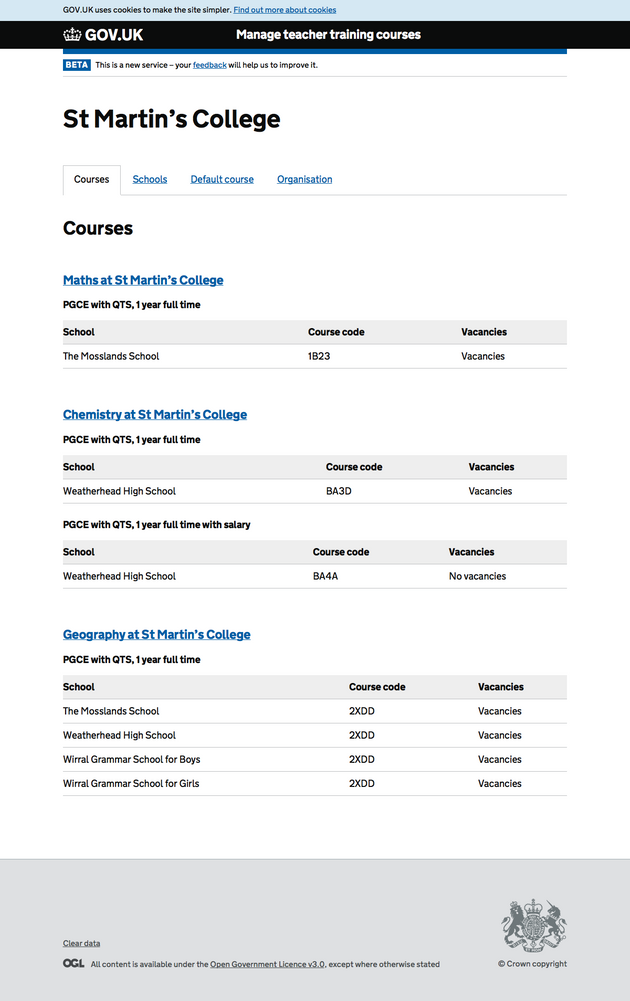 GOV.UK uses cookies to make the site simpler. Find out more about cookies
GOV.UK Manage teacher training courses
BETA This is a new service – your feedback will help us to improve it.
St Martin’s College
Courses Schools Default course Organisation
Courses
Maths at St Martin’s College
PGCE with QTS, 1 year full time
School Course code Vacancies
The Mosslands School 1B23 Vacancies
Chemistry at St Martin’s College
PGCE with QTS, 1 year full time
School Course code Vacancies
Weatherhead High School BA3D Vacancies
PGCE with QTS, 1 year full time with salary
School Course code Vacancies
Weatherhead High School BA4A No vacancies
Geography at St Martin’s College
PGCE with QTS, 1 year full time
School Course code Vacancies
The Mosslands School 2XDD Vacancies
Weatherhead High School 2XDD Vacancies
Wirral Grammar School for Boys 2XDD Vacancies
Wirral Grammar School for Girls 2XDD Vacancies
Clear data
OGL All content is available under the Open Government Licence v3.0, except where otherwise stated
© Crown copyright